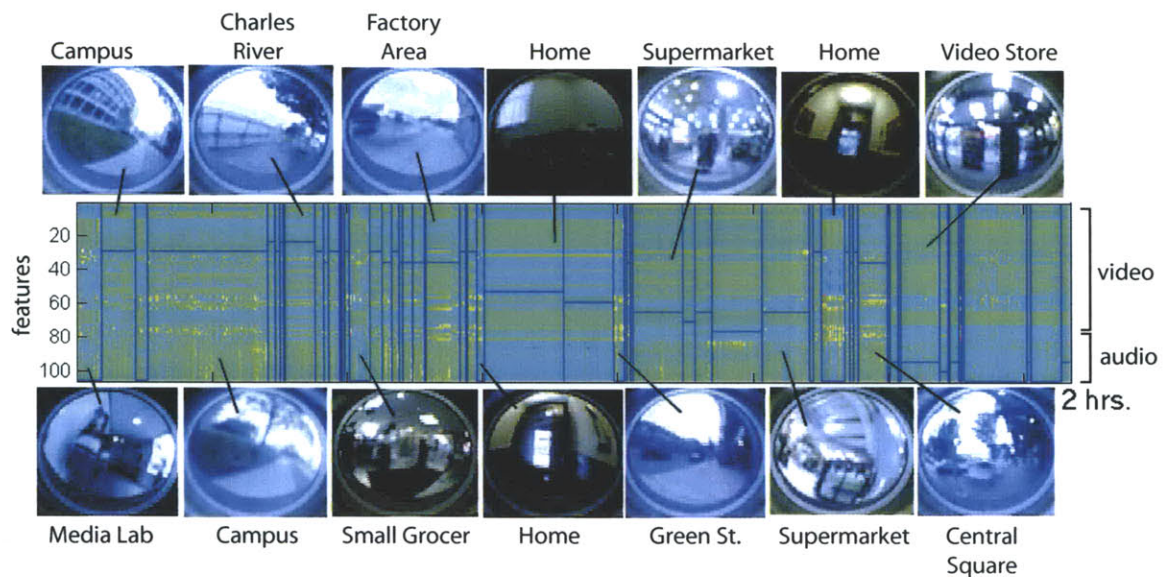 Campus
Charles
River
Factory
Area
Home
Supermarket
Home
Video Store
features
20
40
60
80
100
video
audio
2 hrs.
Media Lab
Campus
Small Grocer
Home
Green St.
Supermarket
Central
Square